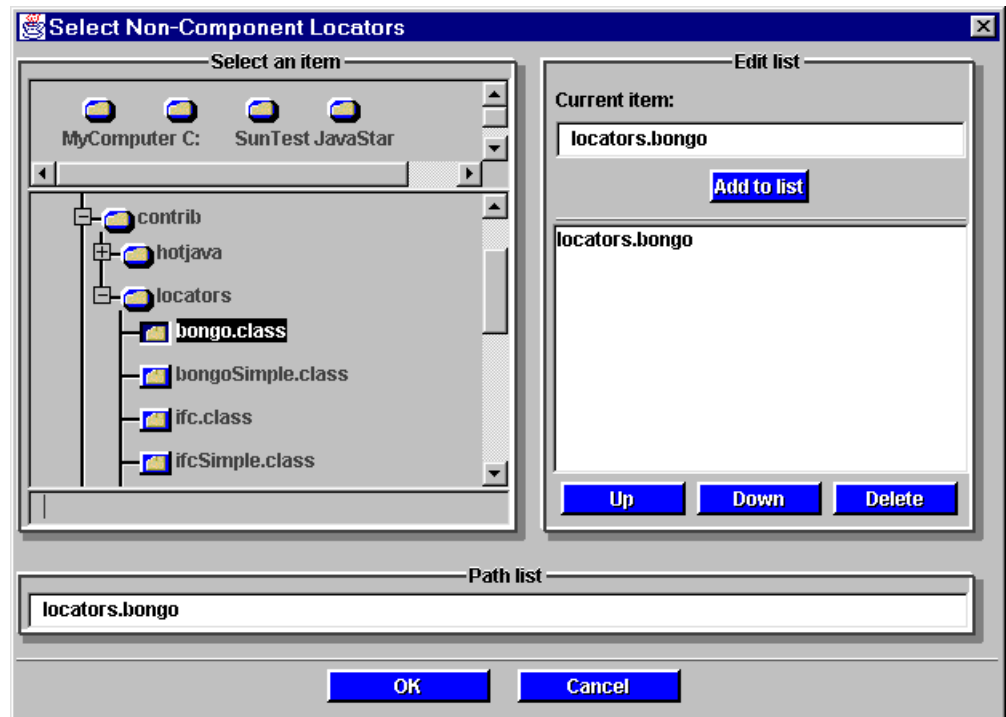 Select Non-Component Locators
Select an item
MyComputer C: SunTest JavaStar
contrib
hotjava
locators
bongo.class
bongoSimple.class
ifc.class
ifcSimple.class
Edit list
Current item:
locators.bongo
Add to list
locators.bongo
Up Down Delete
Path list
locators.bongo
OK Cancel